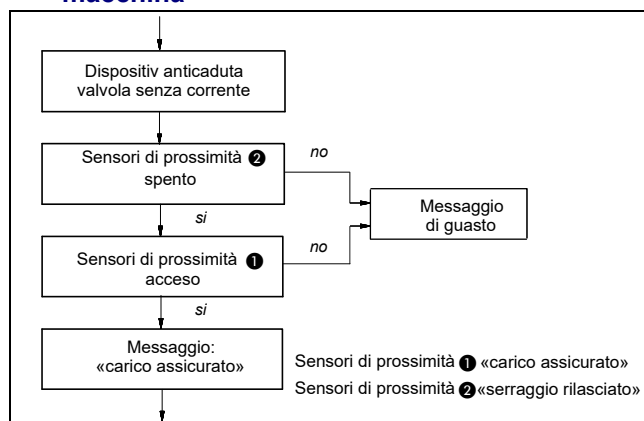 macchina
Dispositiv anticaduta
valvola senza corrente
Sensori di prossimità ❷
spento
no
si
Messaggio
di guasto
Sensori di prossimità ❶
acceso
no
si
Messaggio:
«carico assicurato»
Sensori di prossimità ❶ «carico assicurato»
Sensori di prossimità ❷ «serraggio rilasciato»